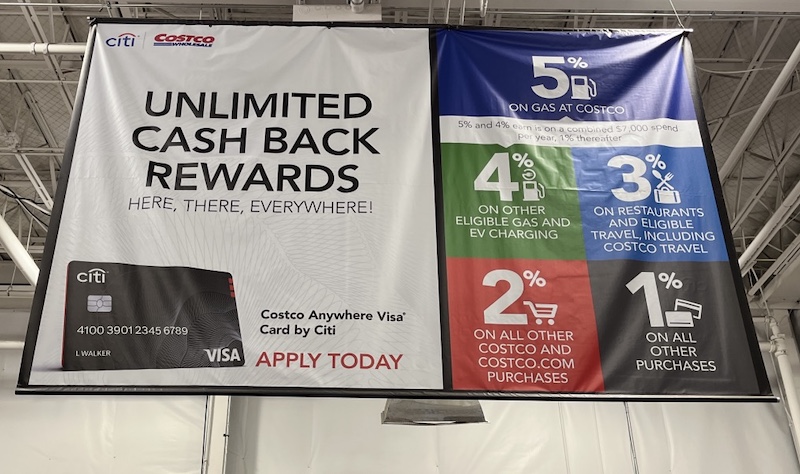 citi
COSTCO
WHOLESALE
UNLIMITED
CASH BACK
REWARDS
HERE, THERE, EVERYWHERE!
citi
4100 3901 2345 6789
L WALKER
VISA
Costco Anywhere Visa®
Card by Citi
APPLY TODAY
5%
ON GAS AT COSTCO
5% and 4% earn is on a combined $7,000 spend
per year, 1% thereafter
4%
ON OTHER
ELIGIBLE GAS AND
EV CHARGING
3%
ON RESTAURANTS
AND ELIGIBLE
TRAVEL, INCLUDING
COSTCO TRAVEL
2%
ON ALL OTHER
COSTCO AND
COSTCO.COM
PURCHASES
1%
ON ALL
OTHER
PURCHASES